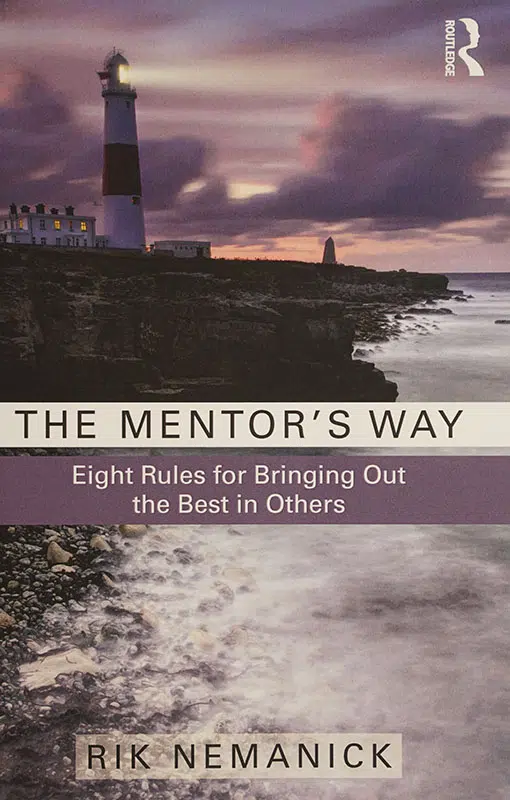 ROUTLEDGE
THE MENTOR'S WAY
Eight Rules for Bringing Out
the Best in Others
RIK NEMANICK